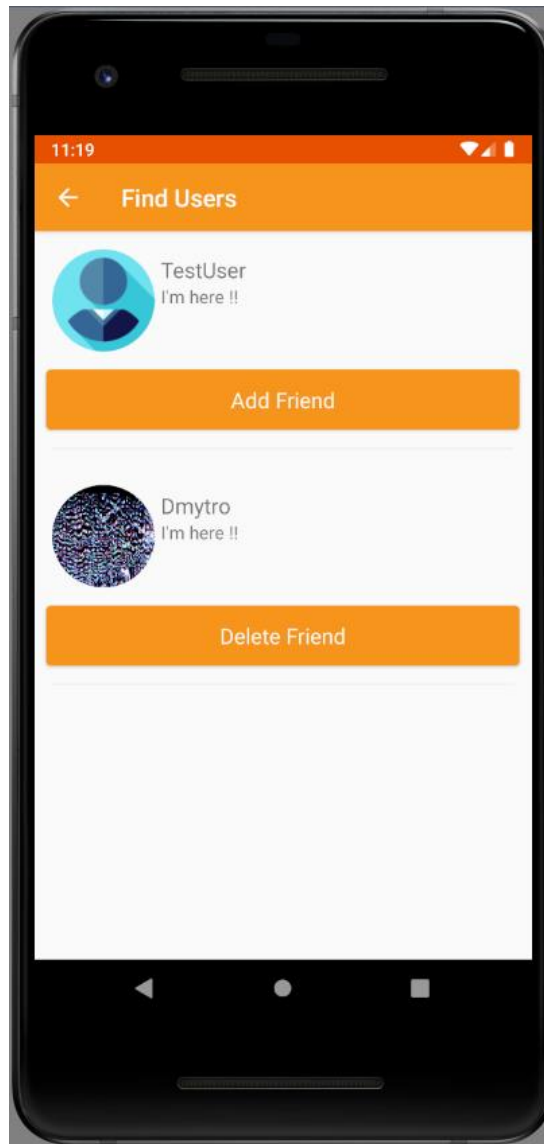 11:19
Find Users
TestUser
I'm here !!
Add Friend
Dmytro
I'm here !!
Delete Friend